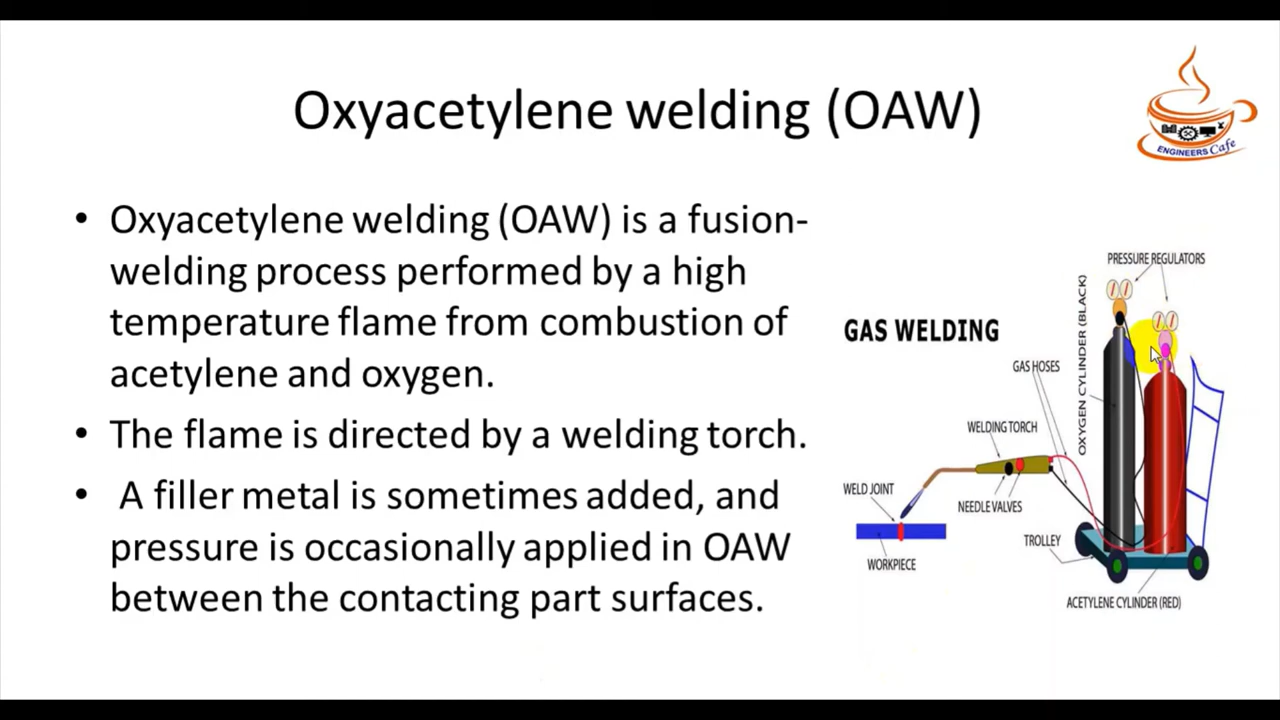 Oxyacetylene welding (OAW)
ENGINEERS Cafe
• Oxyacetylene welding (OAW) is a fusion-
welding process performed by a high
temperature flame from combustion of
acetylene and oxygen.
• The flame is directed by a welding torch.
• A filler metal is sometimes added, and
pressure is occasionally applied in OAW
between the contacting part surfaces.
GAS WELDING
PRESSURE REGULATORS
OXYGEN CYLINDER (BLACK)
GAS HOSES
WELDING TORCH
WELD JOINT
NEEDLE VALVES
TROLLEY
WORKPIECE
ACETYLENE CYLINDER (RED)